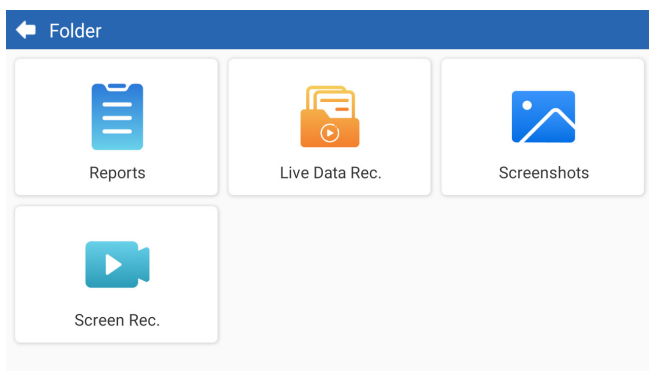 Folder
Reports
Live Data Rec.
Screenshots
Screen Rec.